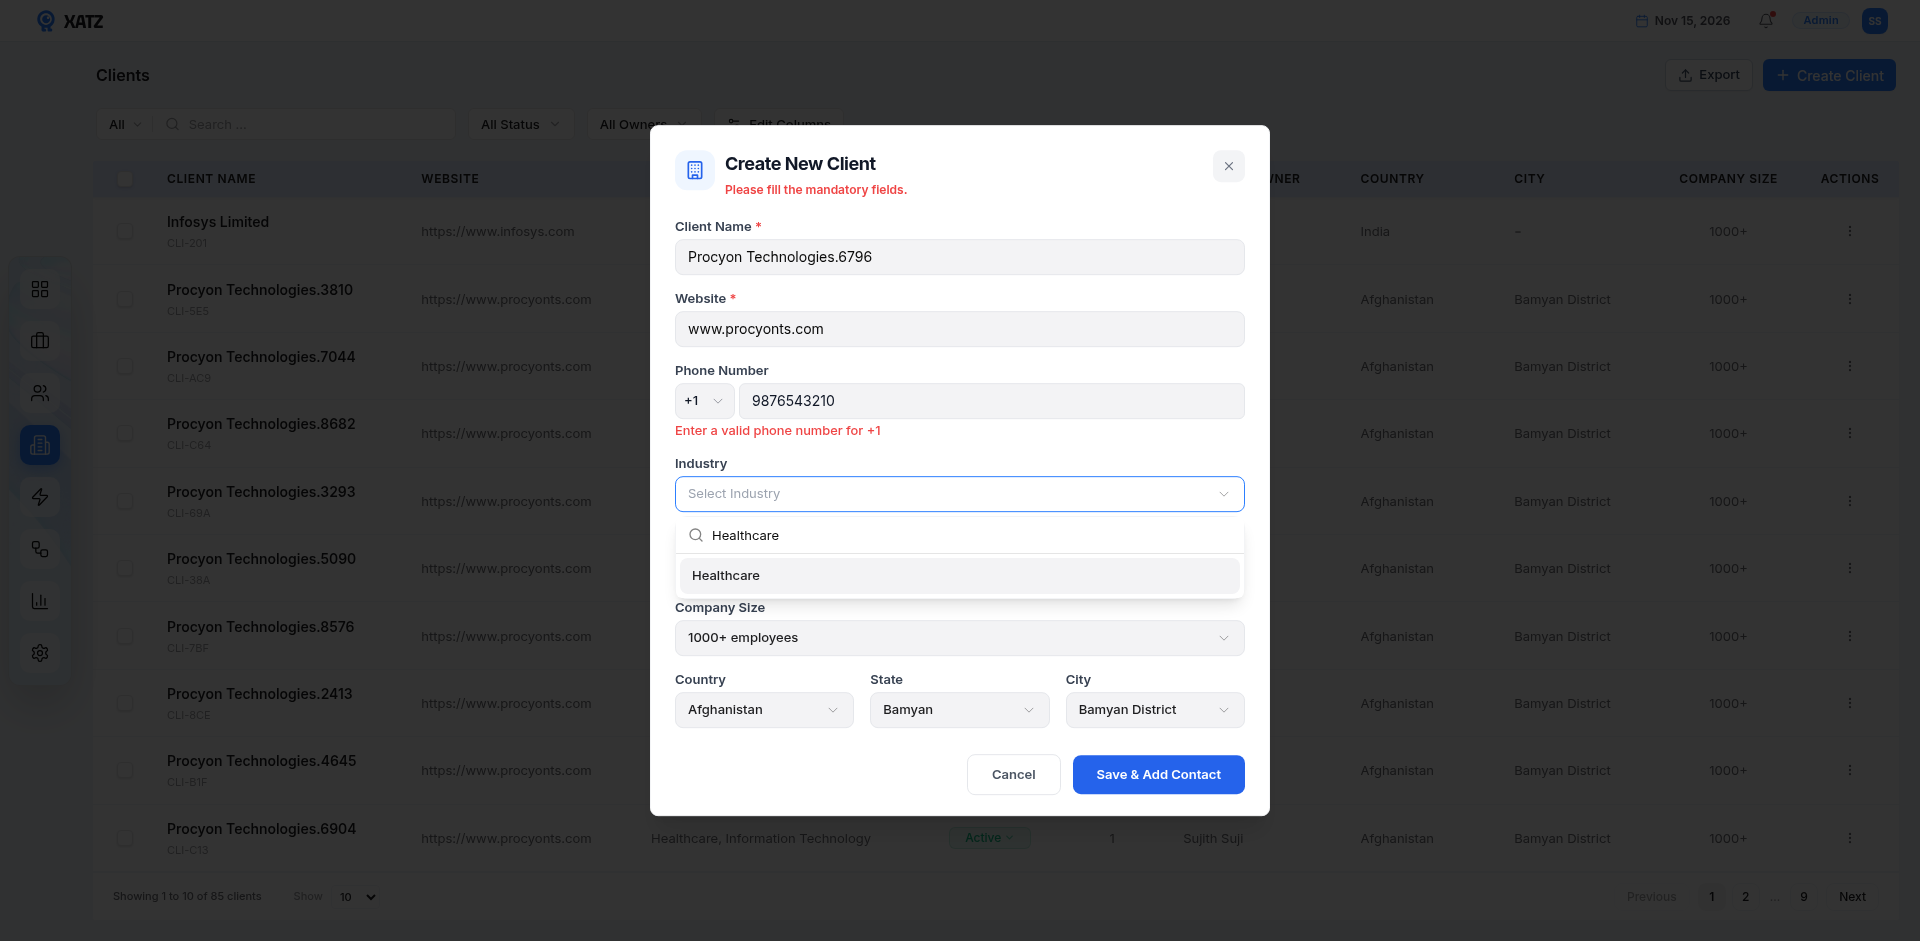 XATZ
Nov 15, 2026
Admin
SS
Clients
Export
Create Client
All
Search ...
All Status
All Owners
Edit Columns
CLIENT NAME
WEBSITE
WNER
COUNTRY
CITY
COMPANY SIZE
ACTIONS
Infosys Limited
CLI-201
https://www.infosys.com
India
-
1000+
Procyon Technologies.3810
CLI-5E5
https://www.procyonts.com
Afghanistan
Bamyan District
1000+
Procyon Technologies.7044
CLI-AC9
https://www.procyonts.com
Afghanistan
Bamyan District
1000+
Procyon Technologies.8682
CLI-C64
https://www.procyonts.com
Afghanistan
Bamyan District
1000+
Procyon Technologies.3293
CLI-89A
https://www.procyonts.com
Afghanistan
Bamyan District
1000+
Procyon Technologies.5090
CLI-38A
https://www.procyonts.com
Afghanistan
Bamyan District
1000+
Procyon Technologies.8576
CLI-7BF
https://www.procyonts.com
Afghanistan
Bamyan District
1000+
Procyon Technologies.2413
CLI-8CE
https://www.procyonts.com
Afghanistan
Bamyan District
1000+
Procyon Technologies.4645
CLI-B1F
https://www.procyonts.com
Afghanistan
Bamyan District
1000+
Procyon Technologies.6904
CLI-C13
https://www.procyonts.com
Healthcare, Information Technology
Active
1
Sujith Suji
Afghanistan
Bamyan District
1000+
Showing 1 to 10 of 85 clients
Show
10
Previous
1
2
...
9
Next
Create New Client
Please fill the mandatory fields.
Client Name *
Procyon Technologies.6796
Website *
www.procyonts.com
Phone Number
+1
9876543210
Enter a valid phone number for +1
Industry
Select Industry
Healthcare
Healthcare
Company Size
1000+ employees
Country
State
City
Afghanistan
Bamyan
Bamyan District
Cancel
Save & Add Contact